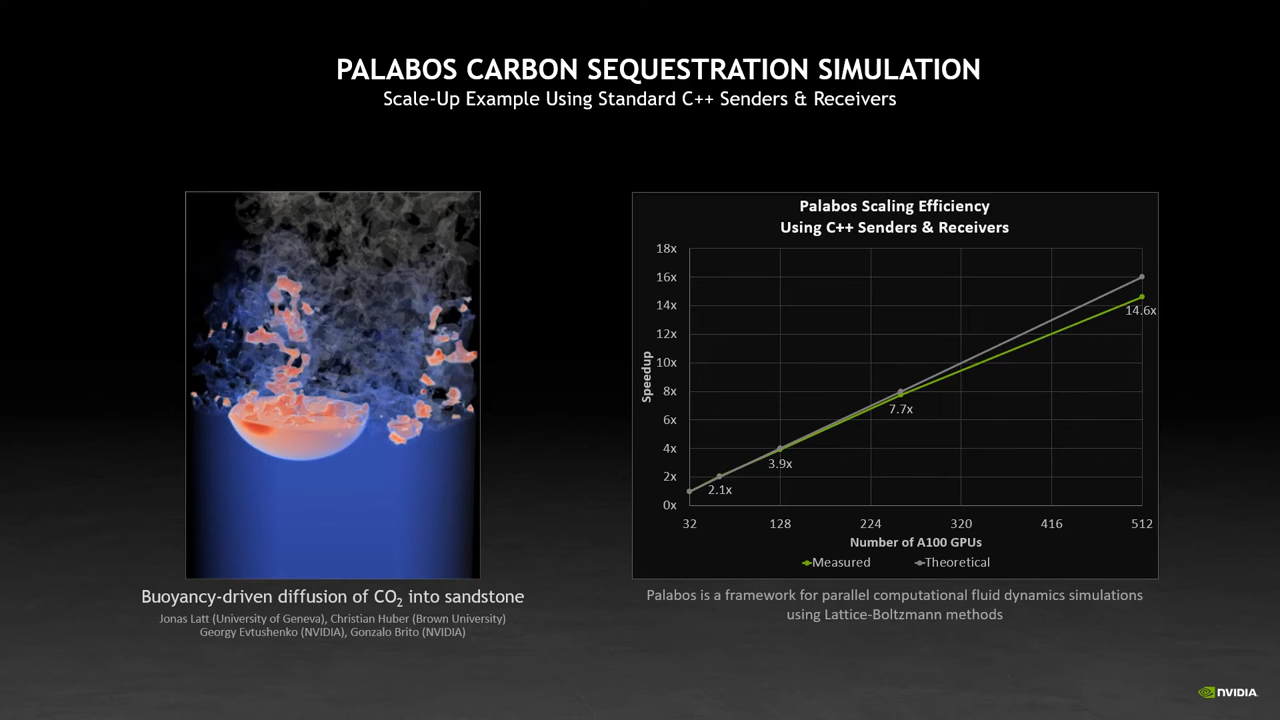 PALABOS CARBON SEQUESTRATION SIMULATION
Scale-Up Example Using Standard C++ Senders & Receivers
Palabos Scaling Efficiency
Using C++ Senders & Receivers
18x
16x
14x
12x
10x
8x
6x
4x
2x
0x
Speedup
14.6x
7.7x
3.9x
2.1x
32 128 224 320 416 512
Number of A100 GPUs
Measured Theoretical
Buoyancy-driven diffusion of CO₂ into sandstone
Jonas Latt (University of Geneva), Christian Huber (Brown University)
Georgy Evtushenko (NVIDIA), Gonzalo Brito (NVIDIA)
Palabos is a framework for parallel computational fluid dynamics simulations
using Lattice-Boltzmann methods
NVIDIA.